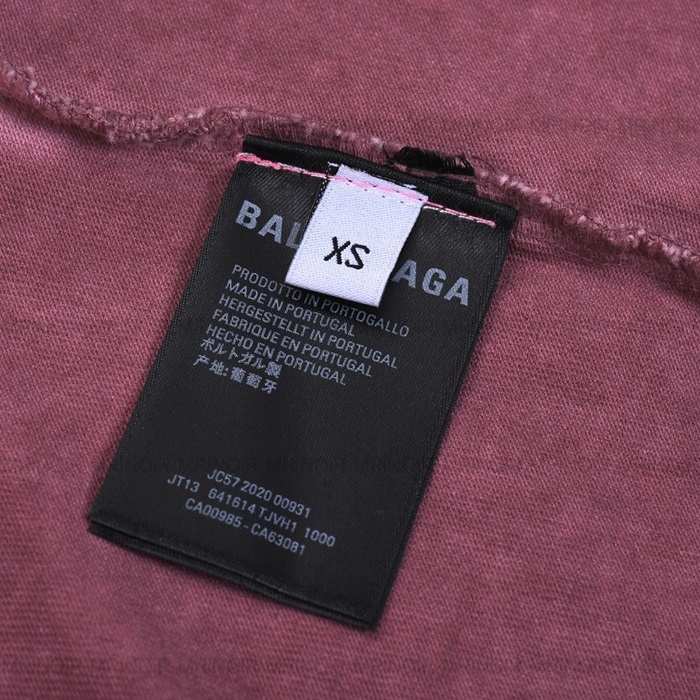 BAL AGA
XS
PRODOTTO IN PORTOGALLO
MADE IN PORTUGAL
HERGESTELLT IN PORTUGAL
FABRIQUE EN PORTUGAL
HECHO EN PORTUGAL
ポルトガル製
产地:葡萄牙
JC57 2020 00931
JT13 641614 TJVH1 1000
CA00985-CA63081